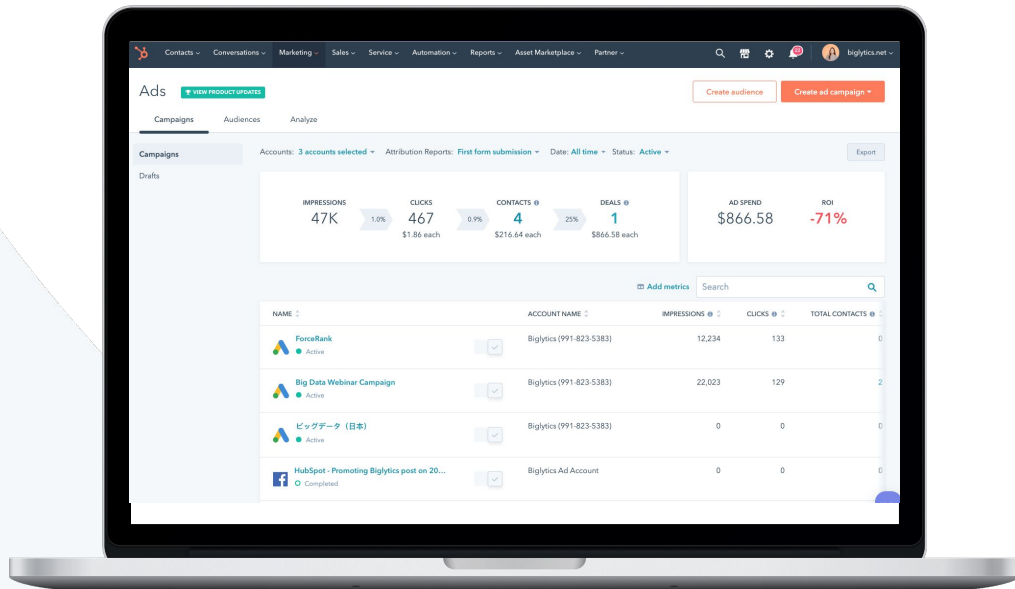 Contacts Conversations Marketing Sales Service Automation Reports Asset Marketplace Partner biglytics.net
Ads VIEW PRODUCT UPDATES Create audience Create ad campaign
Campaigns Audiences Analyze
Campaigns
Drafts
Accounts: 3 accounts selected Attribution Reports: First form submission Date: All time Status: Active Export
IMPRESSIONS CLICKS CONTACTS DEALS AD SPEND ROI
47K 1.0% 467 0.9% 4 25% 1 $866.58 -71%
$1.86 each $216.64 each $866.58 each
Add metrics Search
NAME ACCOUNT NAME IMPRESSIONS CLICKS TOTAL CONTACTS
ForceRank Biglytics (991-823-5383) 12,234 133 0
Active
Big Data Webinar Campaign Biglytics (991-823-5383) 22,023 129 2
Active
ビッグデータ（日本） Biglytics (991-823-5383) 0 0 0
Active
HubSpot - Promoting Biglytics post on 20... Biglytics Ad Account 0 0 0
Completed